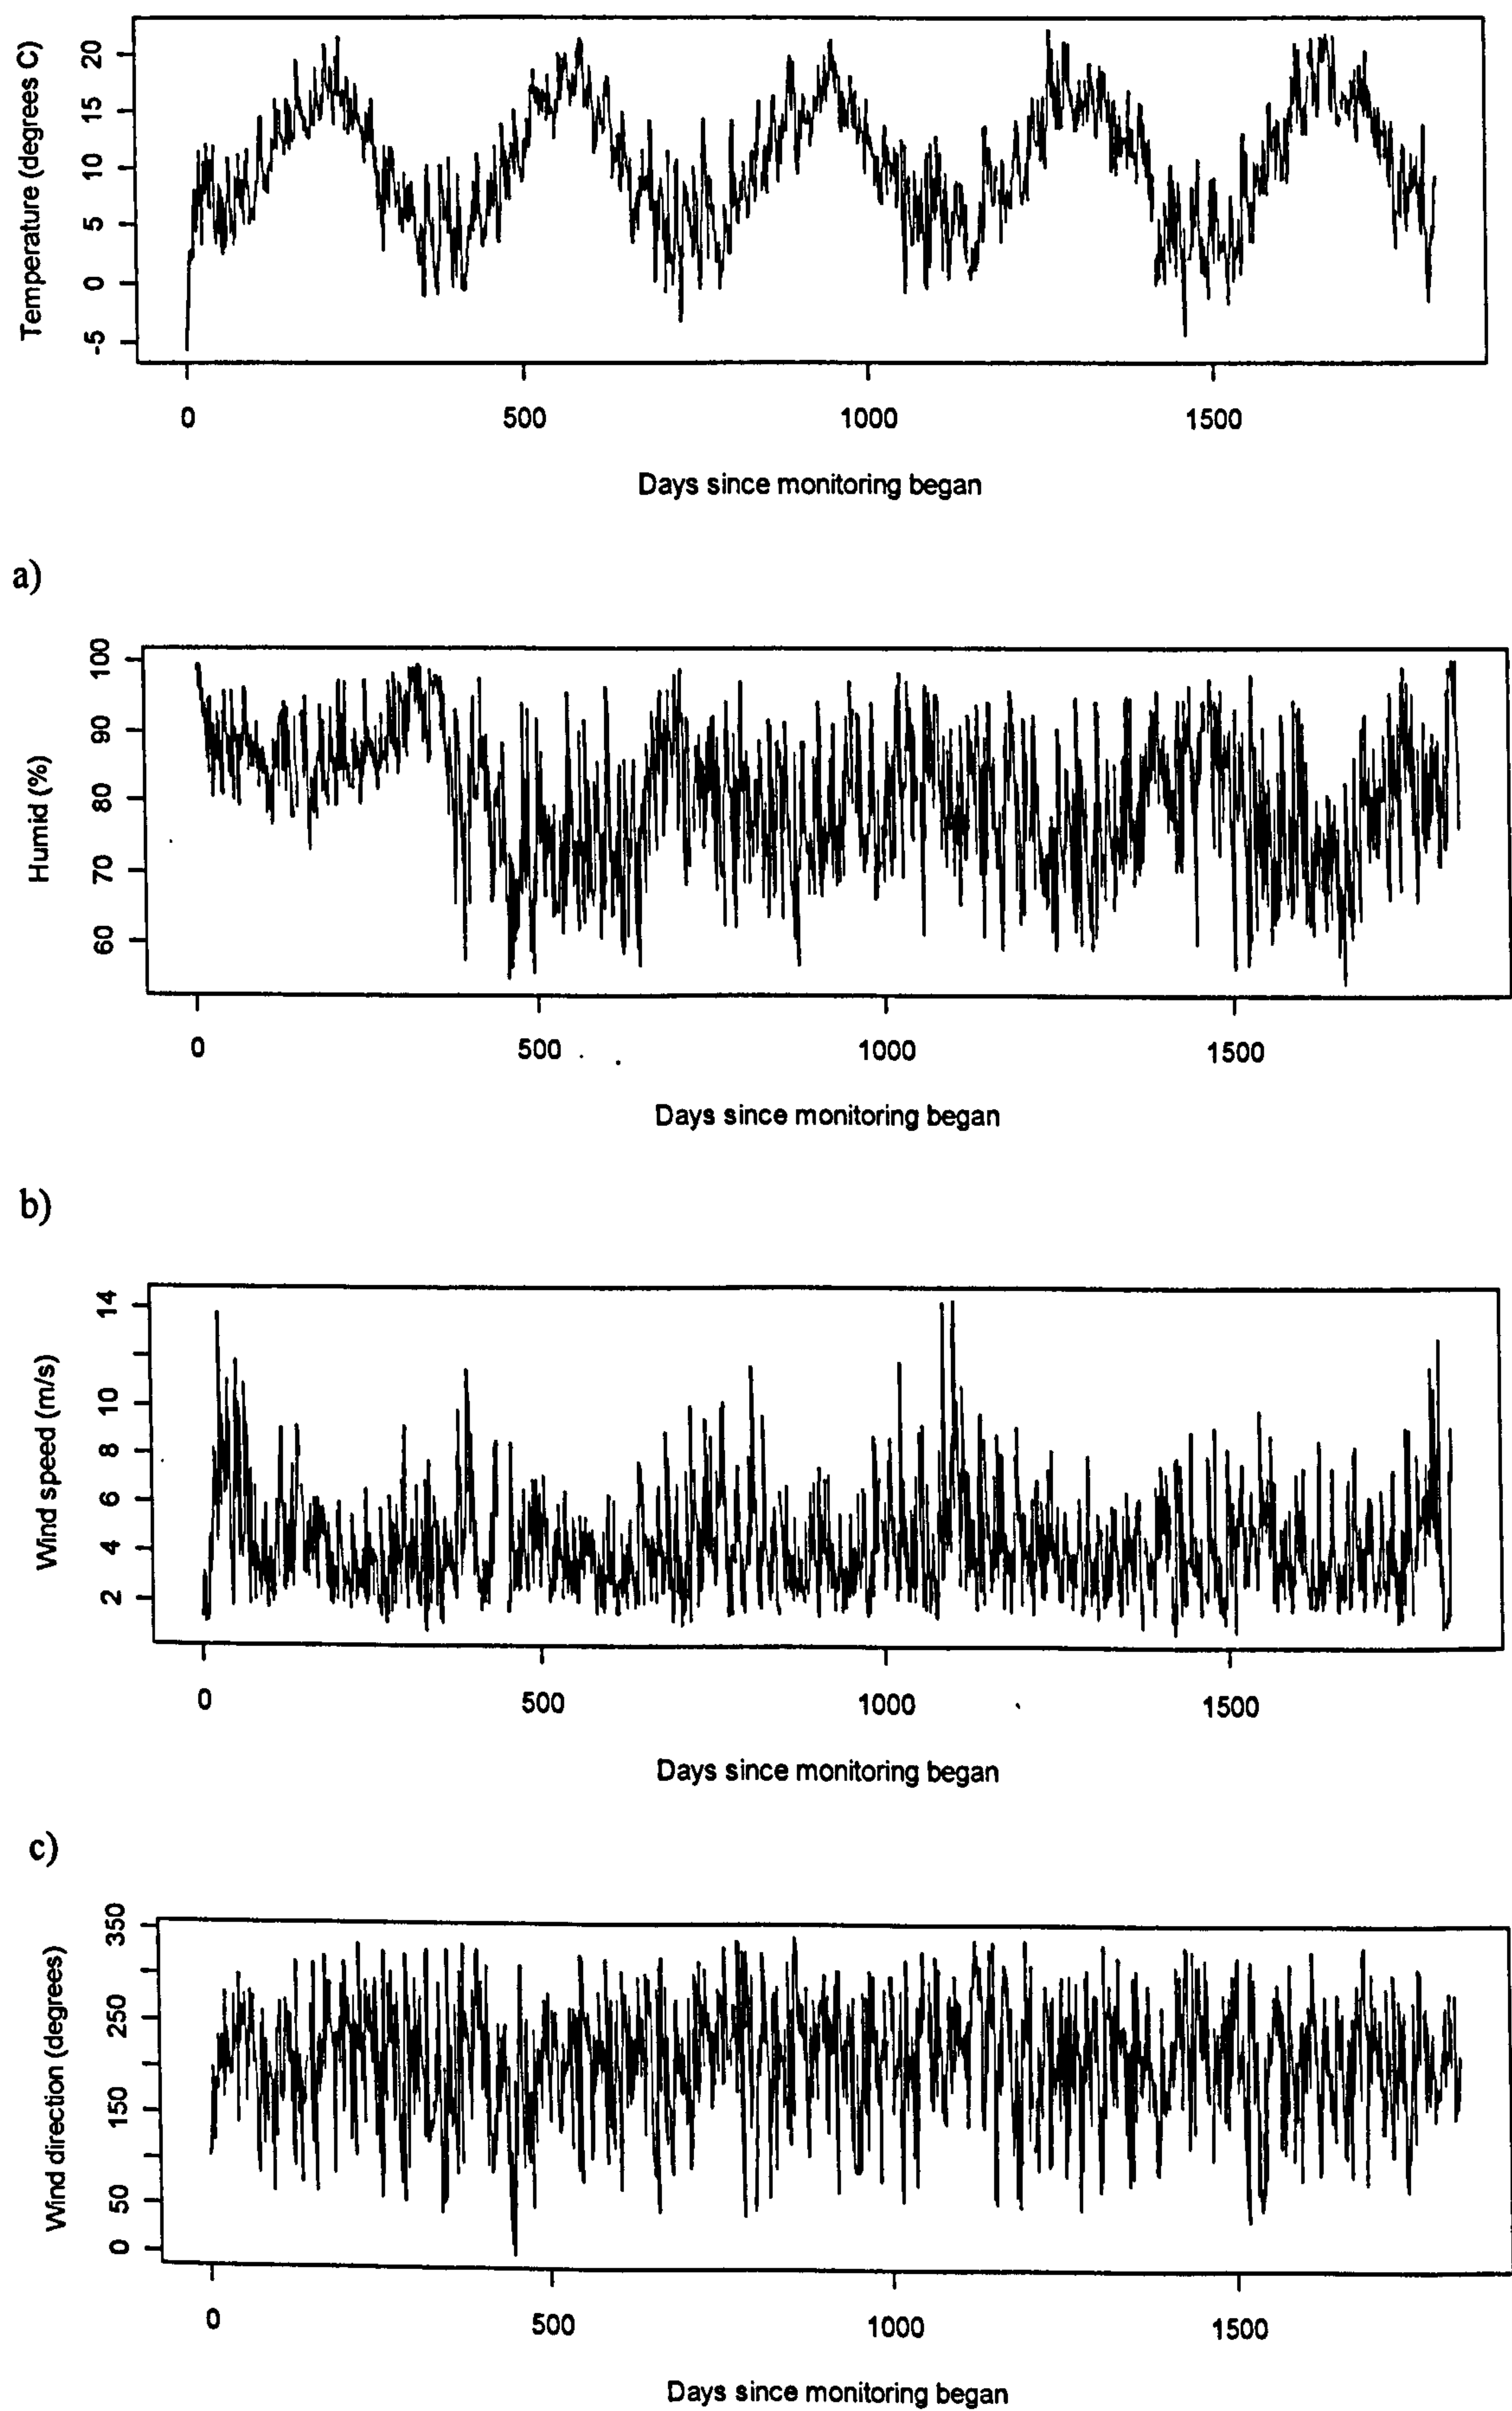 Temperature (degrees C)
20
15
10
5
0
-5
0 500 1000 1500
Days since monitoring began
a)
Humid (%)
100
90
80
70
60
0 500 1000 1500
Days since monitoring began
b)
Wind speed (m/s)
14
10
8
6
4
2
0 500 1000 1500
Days since monitoring began
c)
Wind direction (degrees)
350
250
150
50
0
0 500 1000 1500
Days since monitoring began